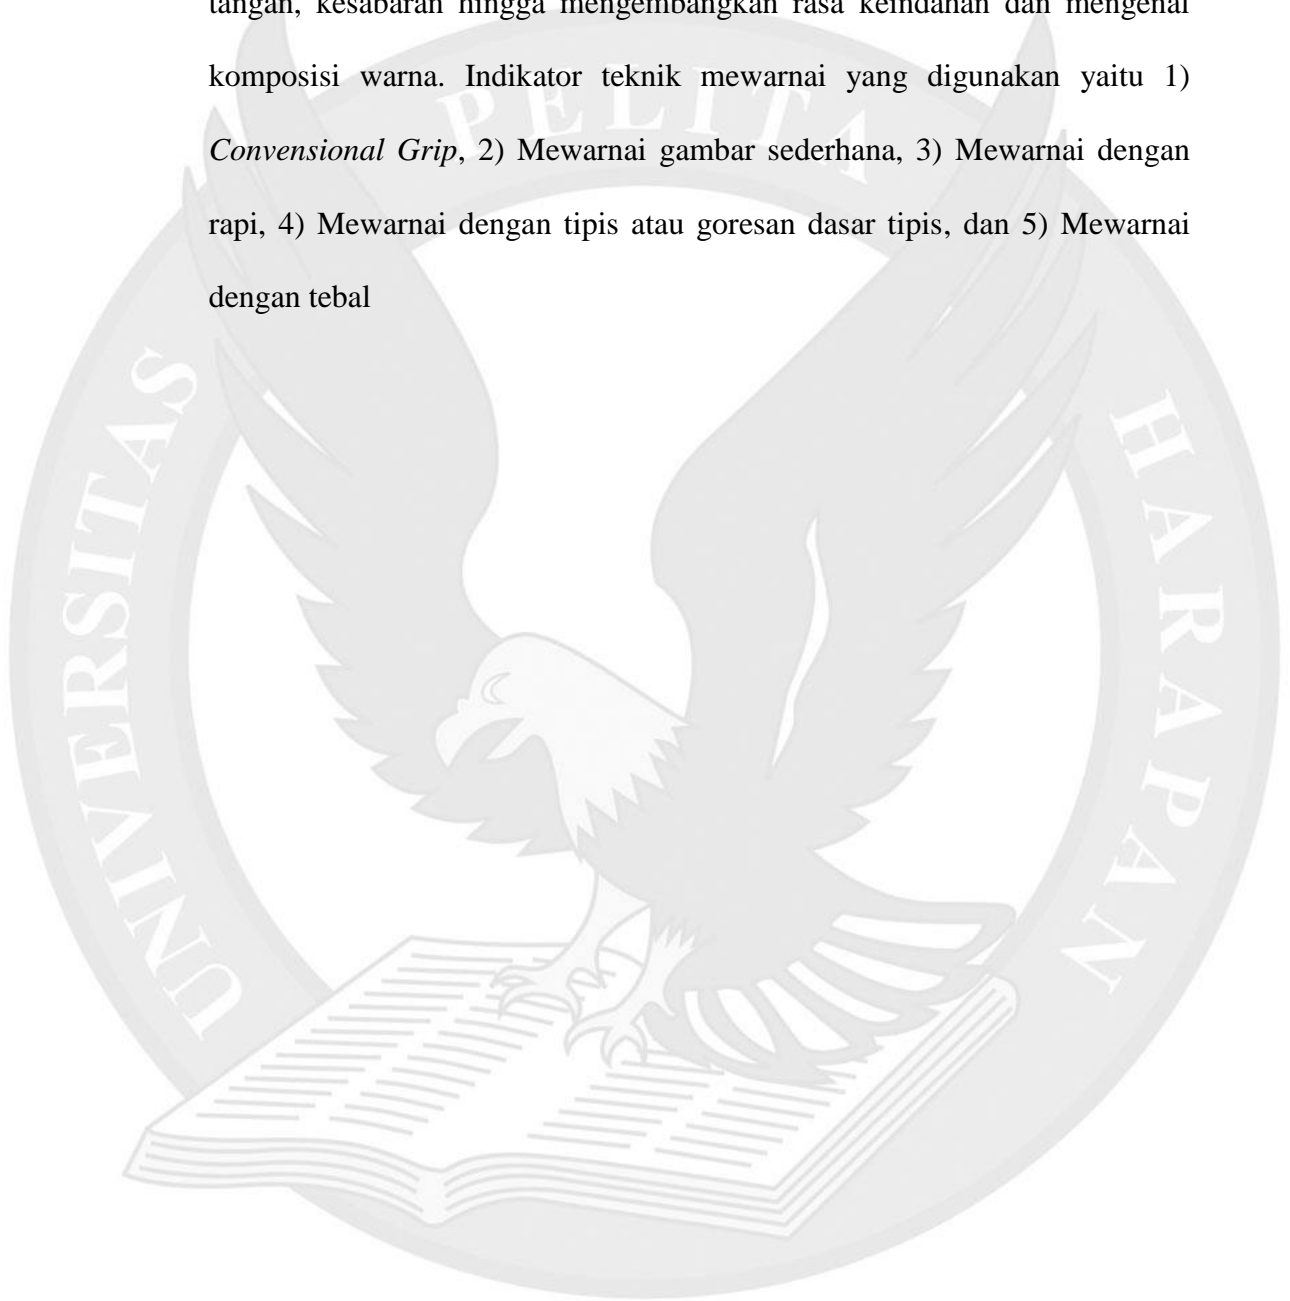 tangan, kesabaran hingga mengembangkan rasa keindahan dan mengenal
komposisi warna. Indikator teknik mewarnai yang digunakan yaitu 1)
Convensional Grip, 2) Mewarnai gambar sederhana, 3) Mewarnai dengan
rapi, 4) Mewarnai dengan tipis atau goresan dasar tipis, dan 5) Mewarnai
dengan tebal
UNIVERSITAS PELITA HARAPAN